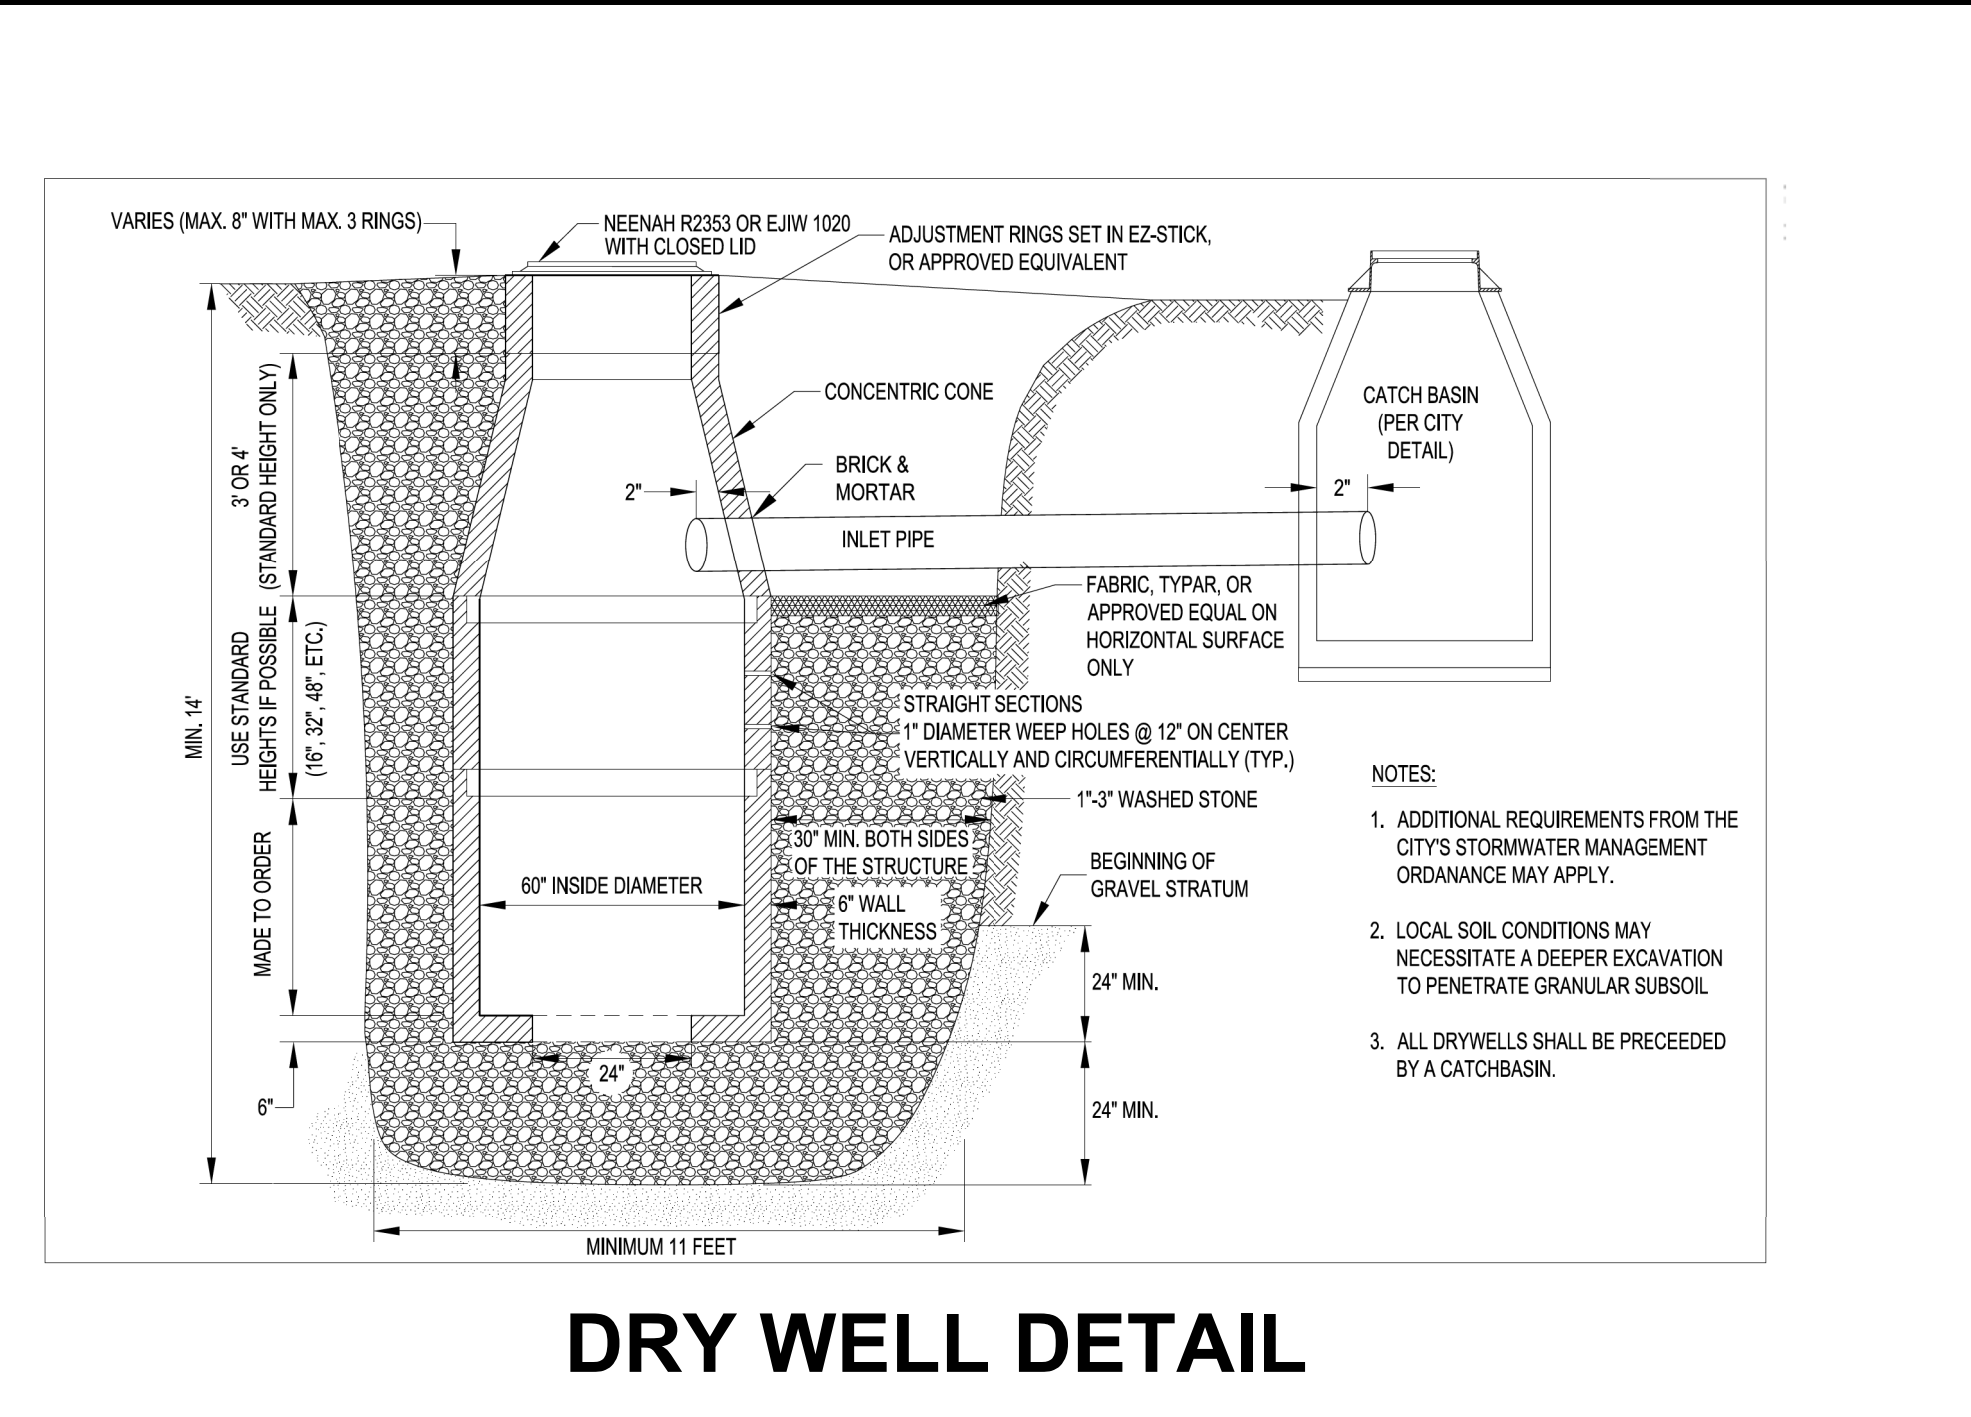 VARIES (MAX. 8" WITH MAX. 3 RINGS)
NEENAH R2353 OR EJIW 1020
WITH CLOSED LID
ADJUSTMENT RINGS SET IN EZ-STICK,
OR APPROVED EQUIVALENT
CONCENTRIC CONE
BRICK &
MORTAR
2"
INLET PIPE
CATCH BASIN
(PER CITY
DETAIL)
2"
FABRIC, TYPAR, OR
APPROVED EQUAL ON
HORIZONTAL SURFACE
ONLY
STRAIGHT SECTIONS
1" DIAMETER WEEP HOLES @ 12" ON CENTER
VERTICALLY AND CIRCUMFERENTIALLY (TYP.)
1"-3" WASHED STONE
30" MIN. BOTH SIDES
OF THE STRUCTURE
60" INSIDE DIAMETER
6" WALL
THICKNESS
BEGINNING OF
GRAVEL STRATUM
24" MIN.
24" MIN.
24"
6"
MINIMUM 11 FEET
MIN. 14'
3' OR 4'
(STANDARD HEIGHT ONLY)
USE STANDARD
HEIGHTS IF POSSIBLE
(16", 32", 48", ETC.)
MADE TO ORDER
NOTES:
1. ADDITIONAL REQUIREMENTS FROM THE
CITY'S STORMWATER MANAGEMENT
ORDANANCE MAY APPLY.
2. LOCAL SOIL CONDITIONS MAY
NECESSITATE A DEEPER EXCAVATION
TO PENETRATE GRANULAR SUBSOIL
3. ALL DRYWELLS SHALL BE PRECEEDED
BY A CATCHBASIN.
DRY WELL DETAIL